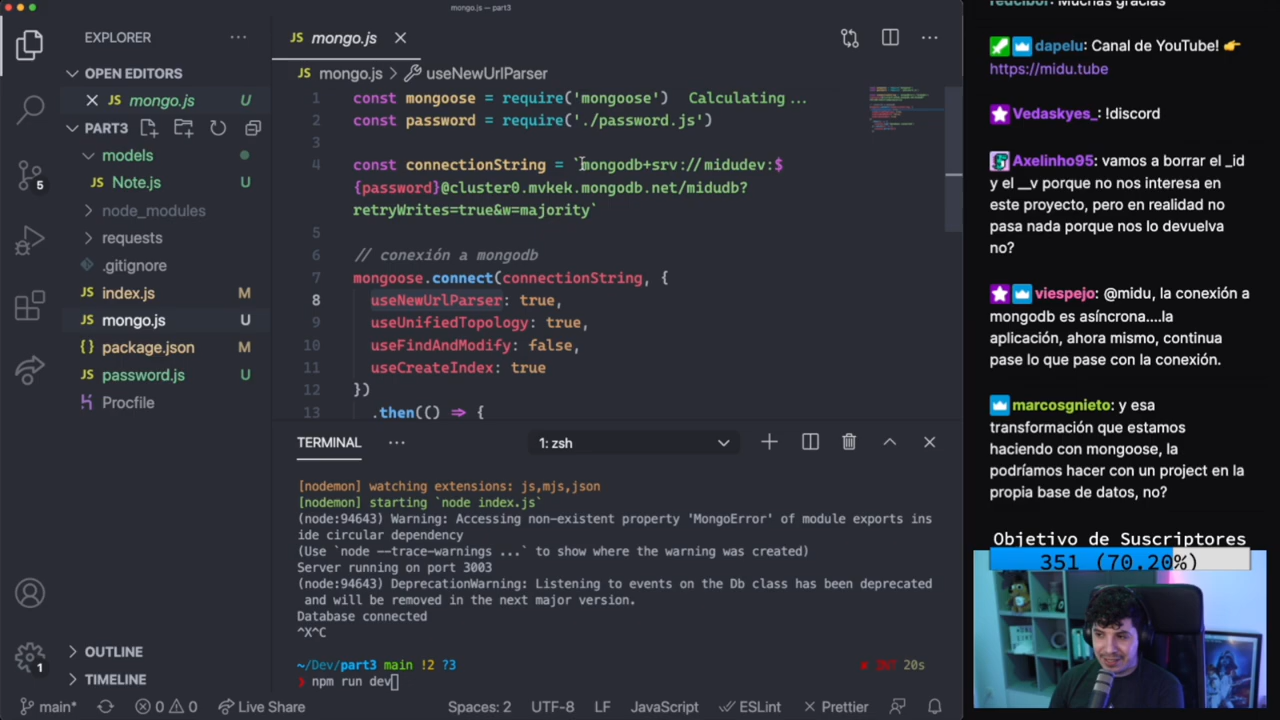 mongo.js — part3
EXPLORER
OPEN EDITORS
mongo.js U
PART3
models
Note.js U
node_modules
requests
.gitignore
index.js M
mongo.js U
package.json M
password.js U
Procfile
OUTLINE
TIMELINE
5
1
JS mongo.js
JS mongo.js > useNewUrlParser
1 const mongoose = require('mongoose') Calculating...
2 const password = require('./password.js')
3
4 const connectionString = `mongodb+srv://midudev:$
{password}@cluster0.mvkek.mongodb.net/midudb?
retryWrites=true&w=majority`
5
6 // conexión a mongodb
7 mongoose.connect(connectionString, {
8 useNewUrlParser: true,
9 useUnifiedTopology: true,
10 useFindAndModify: false,
11 useCreateIndex: true
12 })
13 .then(() => {
TERMINAL
1: zsh
[nodemon] watching extensions: js,mjs,json
[nodemon] starting `node index.js`
(node:94643) Warning: Accessing non-existent property 'MongoError' of module exports ins
ide circular dependency
(Use `node --trace-warnings ...` to show where the warning was created)
Server running on port 3003
(node:94643) DeprecationWarning: Listening to events on the Db class has been deprecated
and will be removed in the next major version.
Database connected
^X^C
~/Dev/part3 main !2 ?3
INT 20s
❯ npm run dev
main*
0 0
Live Share
Spaces: 2
UTF-8
LF
JavaScript
ESLint
Prettier
redcibor: Muchas gracias
dapelu: Canal de YouTube! 👉
https://midu.tube
Vedaskyes_: !discord
Axelinho95: vamos a borrar el _id
y el __v porque no nos interesa en
este proyecto, pero en realidad no
pasa nada porque nos lo devuelva
no?
viespejo: @midu, la conexión a
mongodb es asíncrona....la
aplicación, ahora mismo, continua
pase lo que pase con la conexión.
marcosgnieto: y esa
transformación que estamos
haciendo con mongoose, la
podríamos hacer con un project en la
propia base de datos, no?
Objetivo de Suscriptores
351 (70.20%)